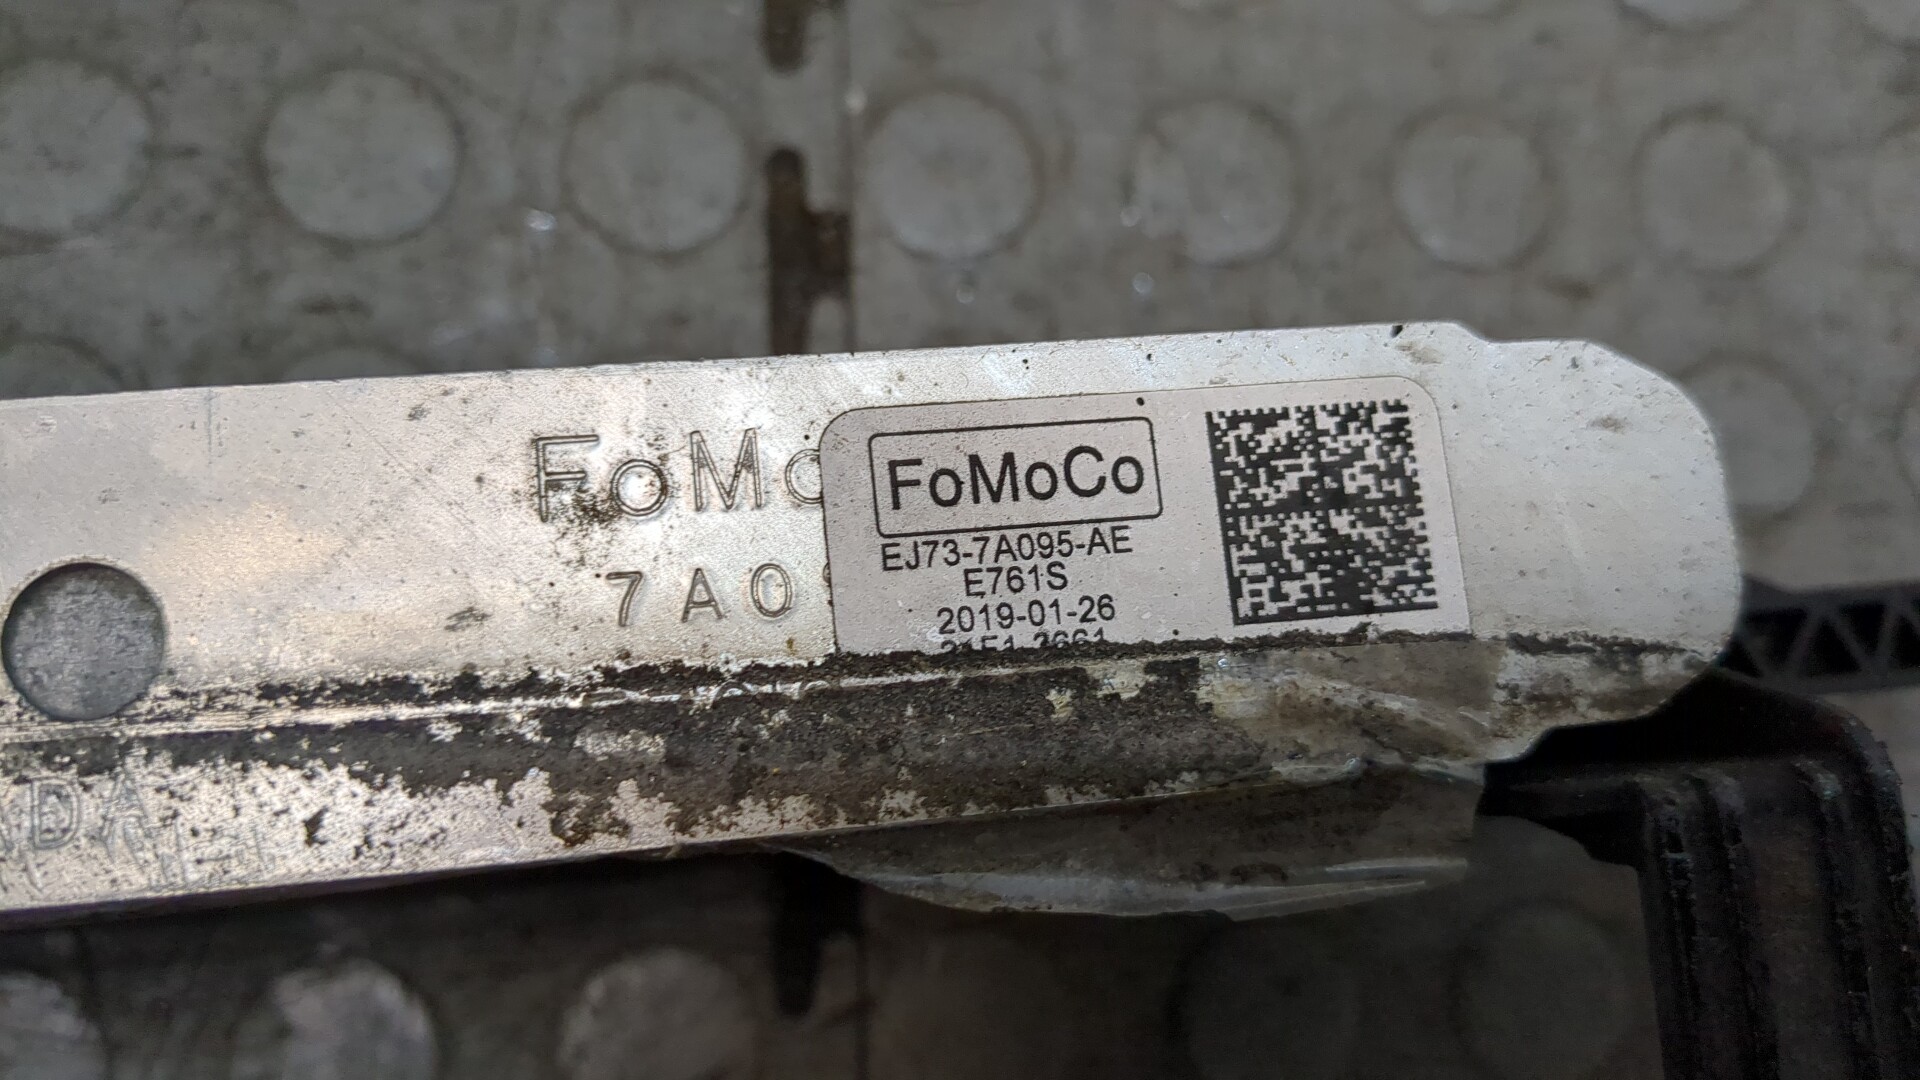 FoMo
7A0
FoMoCo
EJ73-7A095-AE
E761S
2019-01-26